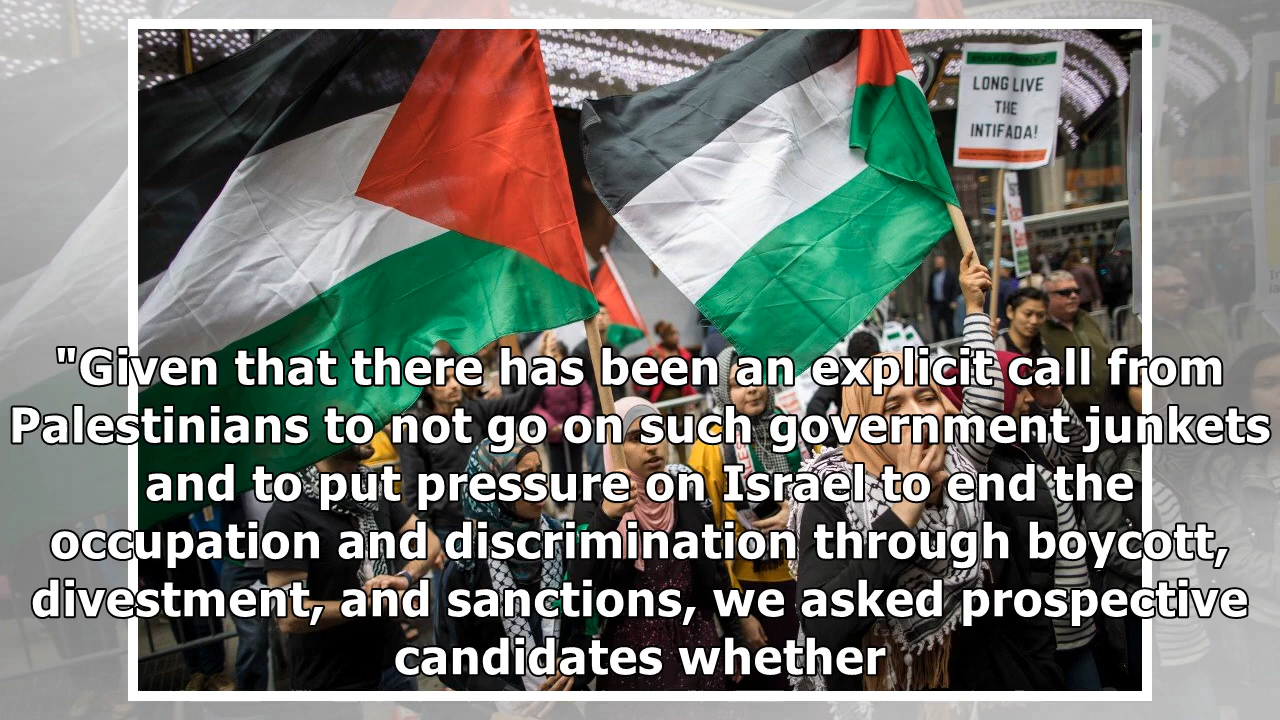 LONG LIVE
THE
INTIFADA!
"Given that there has been an explicit call from
Palestinians to not go on such government junkets
and to put pressure on Israel to end the
occupation and discrimination through boycott,
divestment, and sanctions, we asked prospective
candidates whether